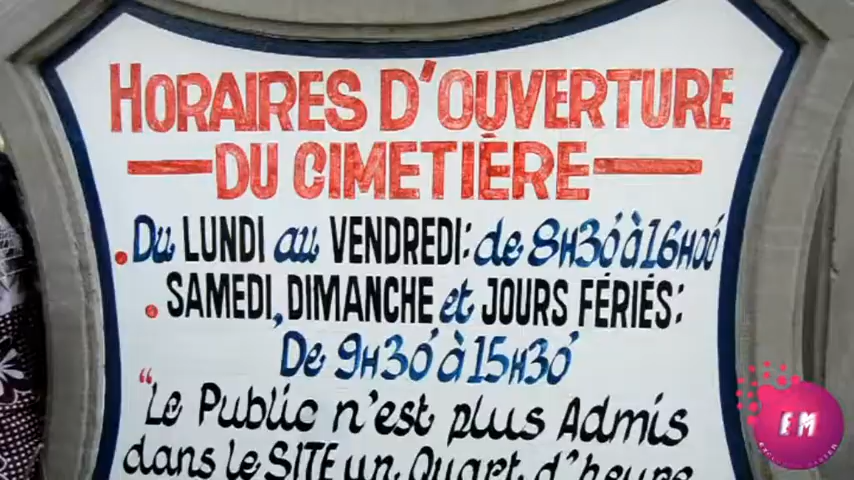 HORAIRES D'OUVERTURE
DU CIMETIÈRE
. Du LUNDI au VENDREDI: de 8H30' à 16H00'
. SAMEDI, DIMANCHE et JOURS FÉRIÉS:
De 9H30' à 15H30'
"Le Public n'est plus Admis
dans le SITE un Quart d'heure
EM